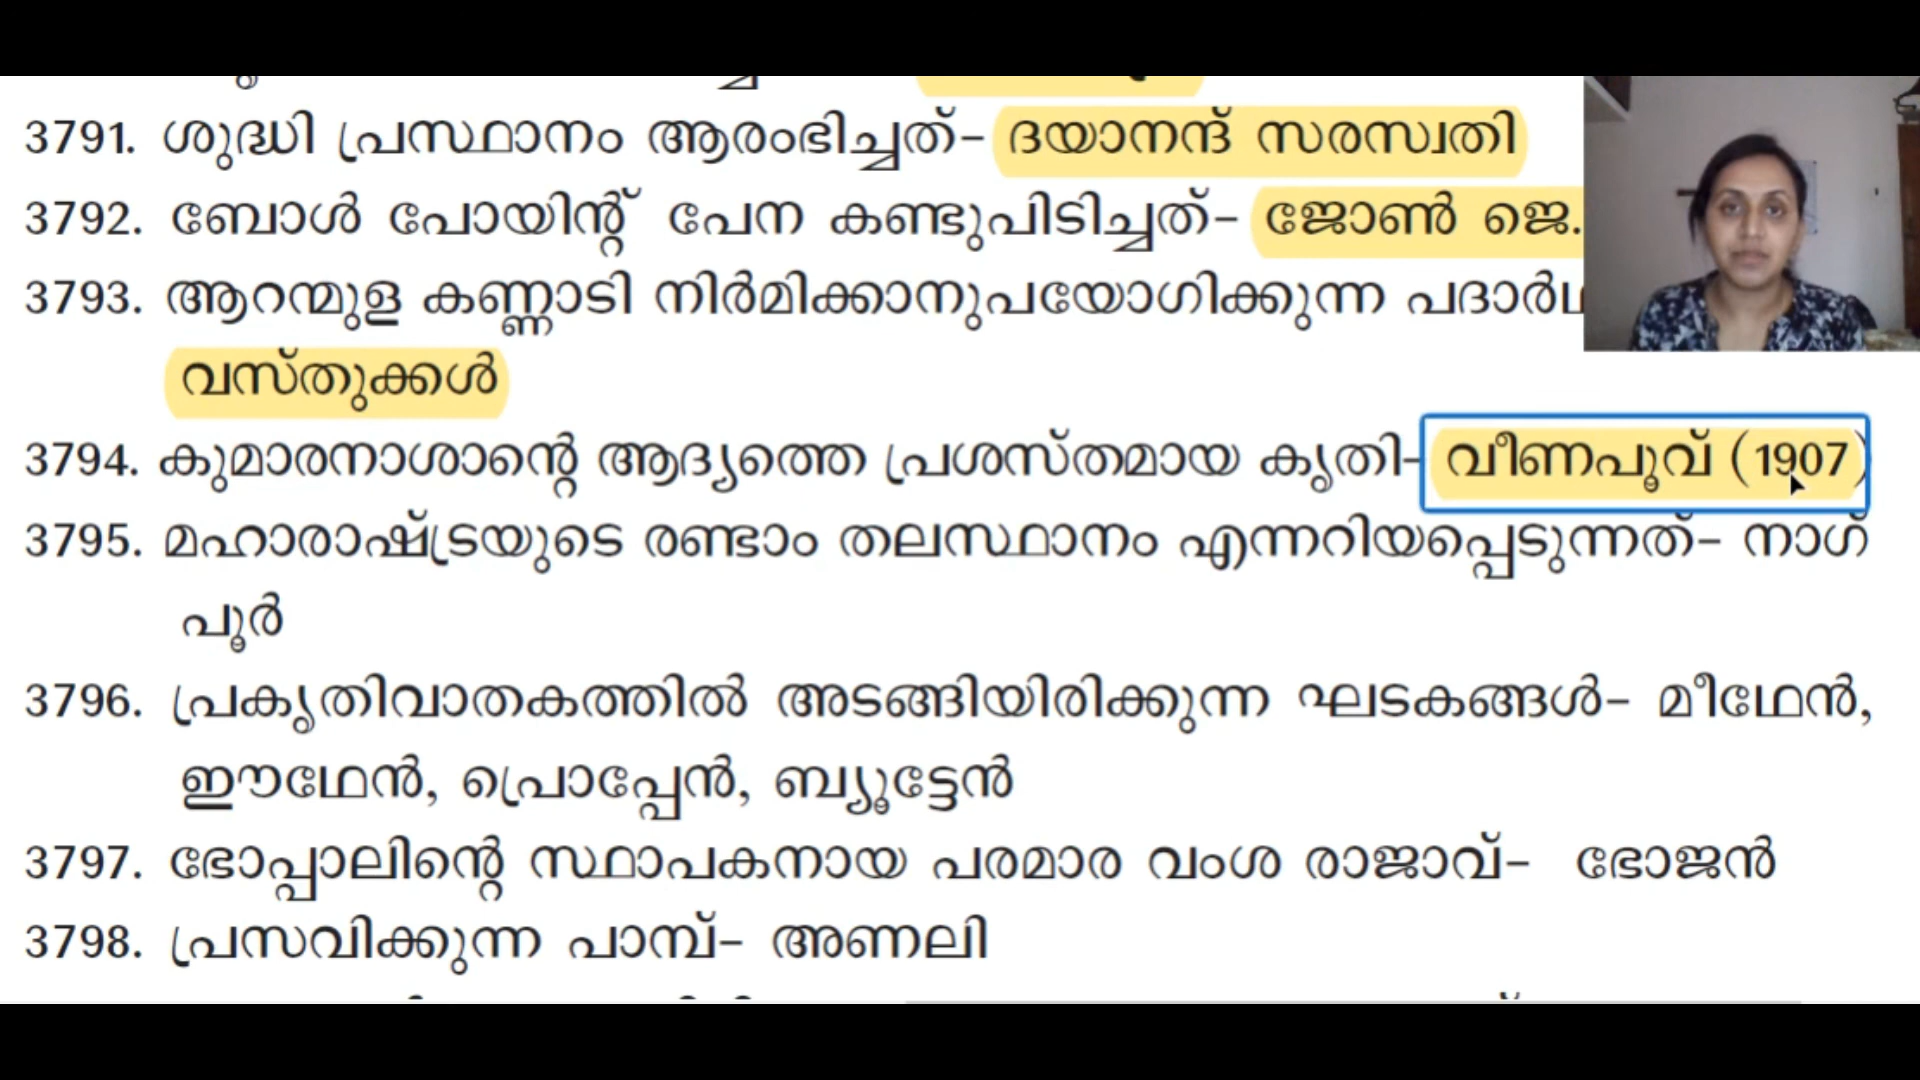 3791. ശുദ്ധി പ്രസ്ഥാനം ആരംഭിച്ചത്- ദയാനന്ദ് സരസ്വതി
3792. ബോൾ പോയിന്റ് പേന കണ്ടുപിടിച്ചത്- ജോൺ ജെ.
3793. ആറന്മുള കണ്ണാടി നിർമിക്കാനുപയോഗിക്കുന്ന
വസ്തുക്കൾ
3794. കുമാരനാശാന്റെ ആദ്യത്തെ പ്രശസ്തമായ കൃതി- വീണപൂവ് (1907)
3795. മഹാരാഷ്ട്രയുടെ രണ്ടാം തലസ്ഥാനം എന്നറിയപ്പെടുന്നത്- നാഗ്
പൂർ
3796. പ്രകൃതിവാതകത്തിൽ അടങ്ങിയിരിക്കുന്ന ഘടകങ്ങൾ- മീഥേൻ,
ഈഥേൻ, പ്രൊപ്പേൻ, ബ്യൂട്ടേൻ
3797. ഭോപ്പാലിന്റെ സ്ഥാപകനായ പരമാര വംശ രാജാവ്- ഭോജൻ
3798. പ്രസവിക്കുന്ന പാമ്പ്- അണലി